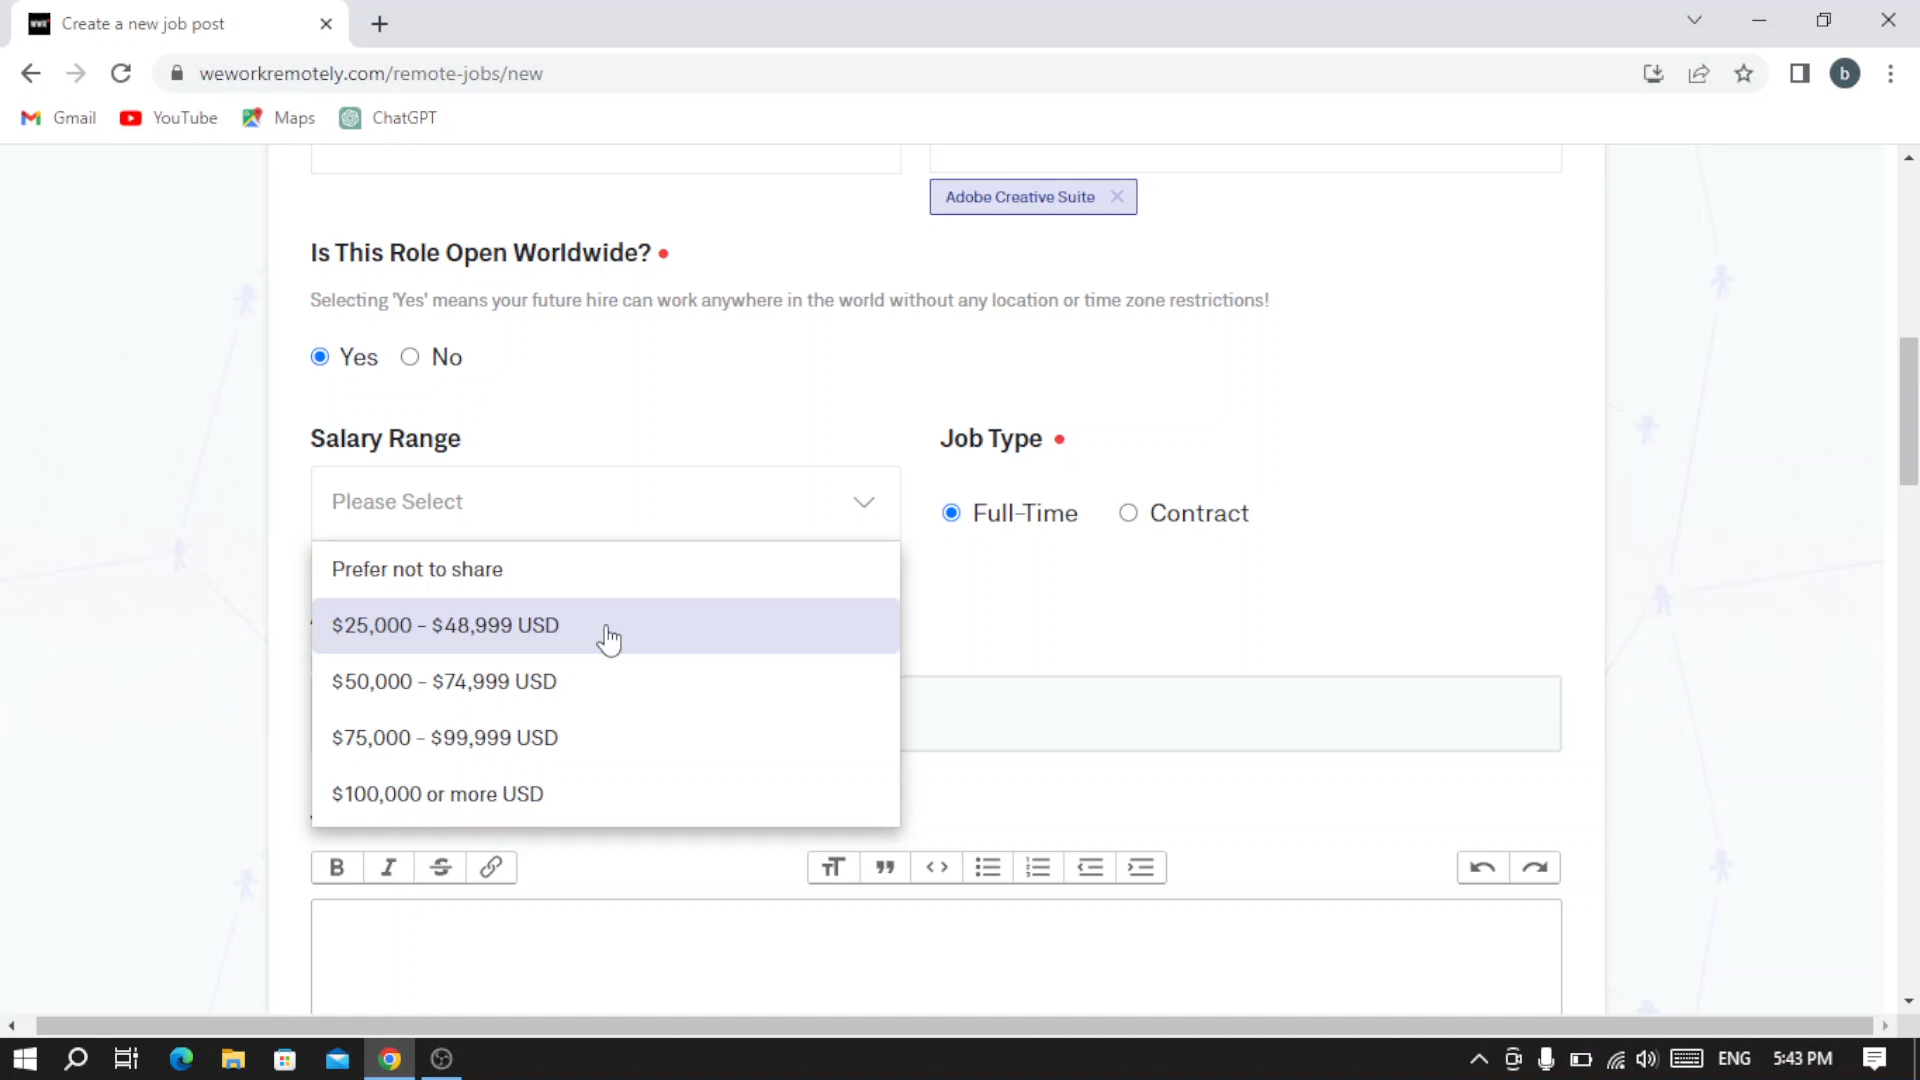 Create a new job post
weworkremotely.com/remote-jobs/new
b
Gmail
YouTube
Maps
ChatGPT
Adobe Creative Suite
Is This Role Open Worldwide?
Selecting 'Yes' means your future hire can work anywhere in the world without any location or time zone restrictions!
Yes
No
Salary Range
Job Type
Please Select
Full-Time
Contract
Prefer not to share
$25,000 - $48,999 USD
$50,000 - $74,999 USD
$75,000 - $99,999 USD
$100,000 or more USD
ENG
5:43 PM